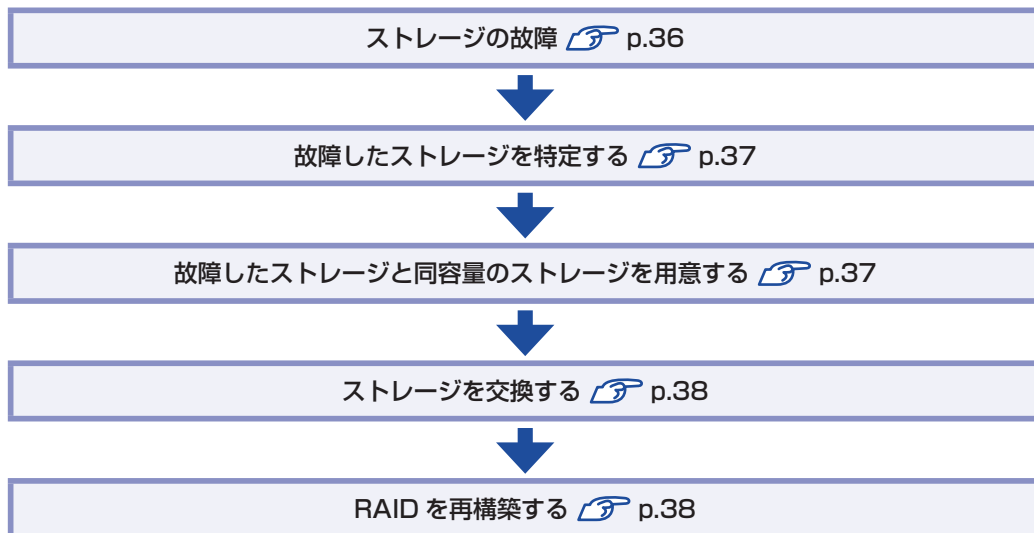 ストレージの故障 p.36
故障したストレージを特定する p.37
故障したストレージと同容量のストレージを用意する p.37
ストレージを交換する p.38
RAID を再構築する p.38